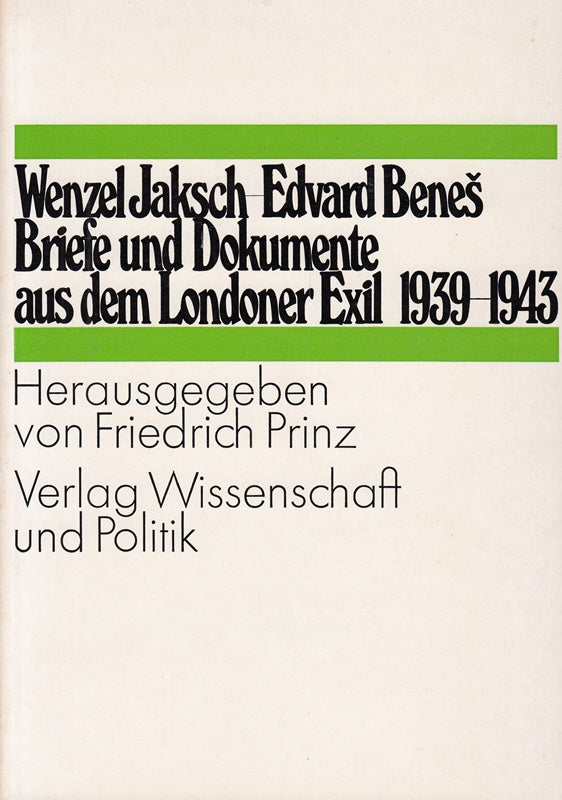 Wenzel Jaksch–Edvard Beneš
Briefe und Dokumente
aus dem Londoner Exil 1939–1943
Herausgegeben
von Friedrich Prinz
Verlag Wissenschaft
und Politik